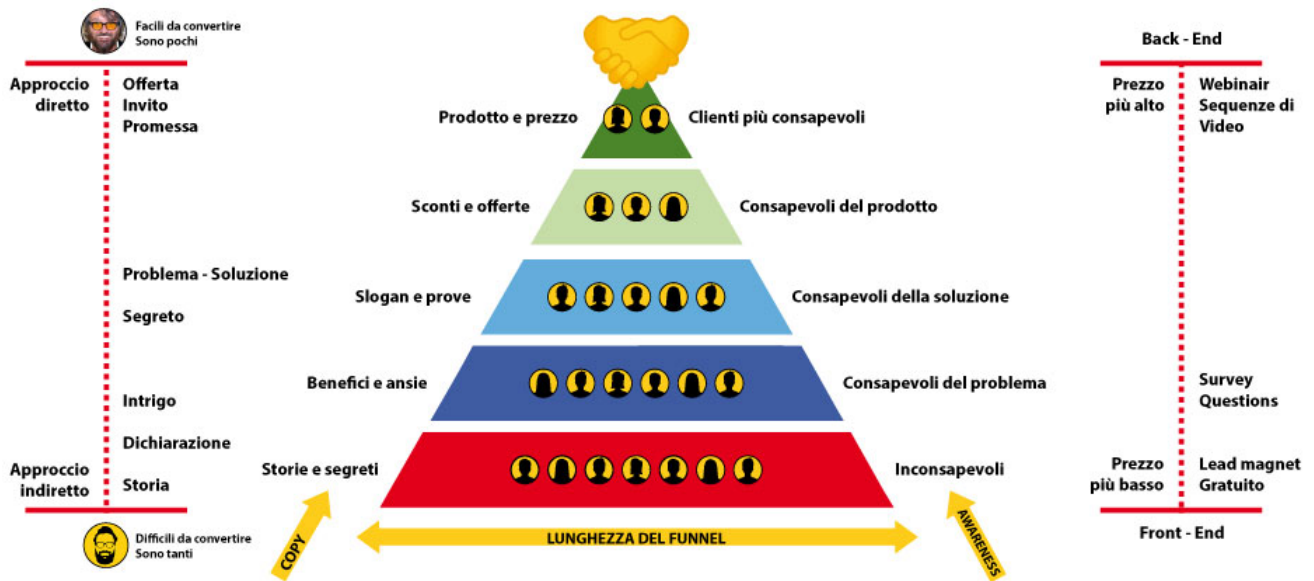 Facili da convertire
Sono pochi
Approccio
diretto
Offerta
Invito
Promessa
Problema - Soluzione
Segreto
Intrigo
Dichiarazione
Approccio
indiretto
Storia
Difficili da convertire
Sono tanti
Prodotto e prezzo
Clienti più consapevoli
Sconti e offerte
Consapevoli del prodotto
Slogan e prove
Consapevoli della soluzione
Benefici e ansie
Consapevoli del problema
Storie e segreti
Inconsapevoli
COPY
LUNGHEZZA DEL FUNNEL
AWARENESS
Back - End
Prezzo
più alto
Webinair
Sequenze di
Video
Survey
Questions
Prezzo
più basso
Lead magnet
Gratuito
Front - End